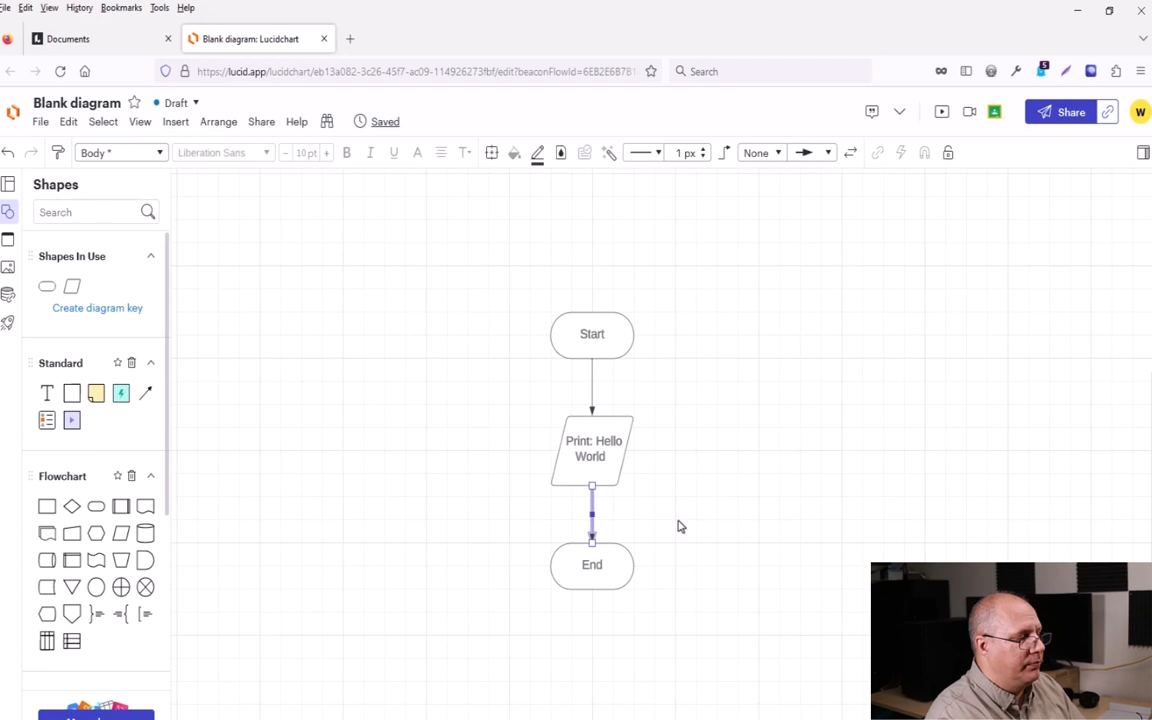 File Edit View History Bookmarks Tools Help
Documents
Blank diagram: Lucidchart
https://lucid.app/lucidchart/eb13a082-3c26-45f7-ac09-114926273fbf/edit?beaconFlowId=6EB2E6B7B1
Search
5
Blank diagram
Draft
Share
W
File Edit Select View Insert Arrange Share Help Saved
Body * Liberation Sans 10 pt B I U A T 1 px None
Shapes
Search
Shapes In Use
Create diagram key
Standard
T
Flowchart
Start
Print: Hello
World
End